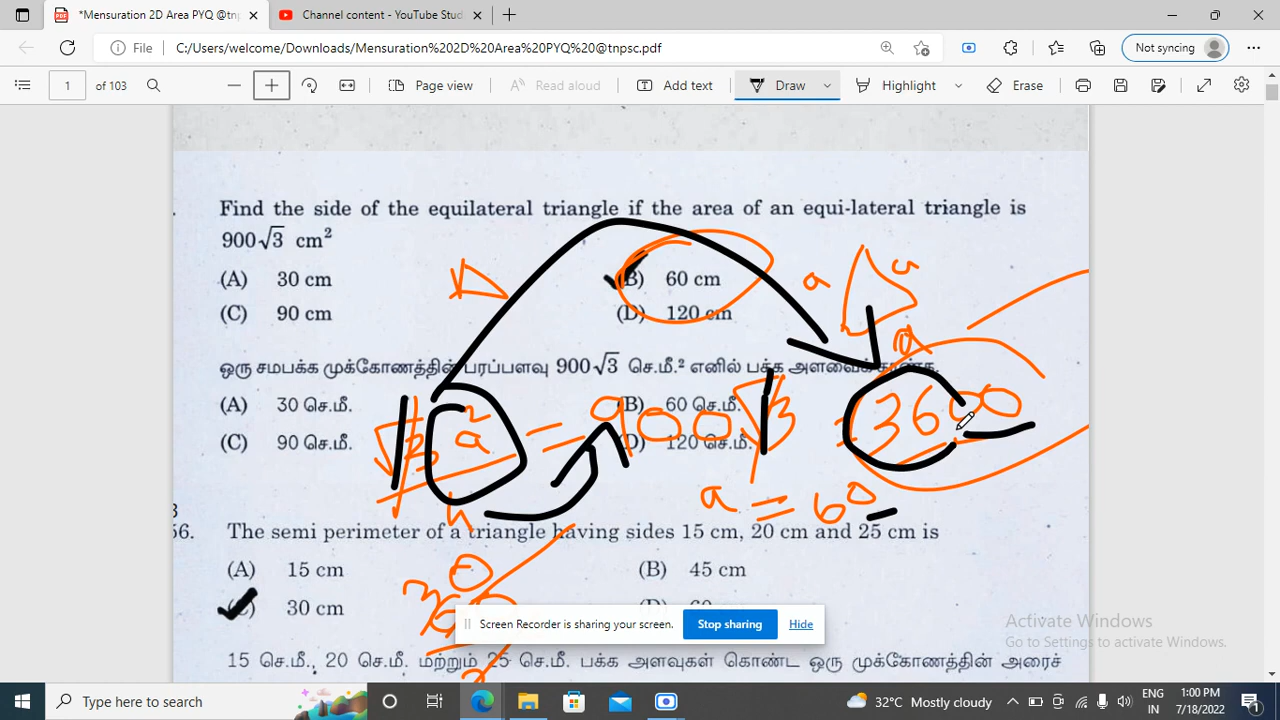 *Mensuration 2D Area PYQ @tnp
Channel content - YouTube Stud
File C:/Users/welcome/Downloads/Mensuration%202D%20Area%20PYQ%20@tnpsc.pdf
Not syncing
1 of 103 Page view Read aloud Add text Draw Highlight Erase
Find the side of the equilateral triangle if the area of an equi-lateral triangle is
900√3 cm²
(A) 30 cm (B) 60 cm
(C) 90 cm (D) 120 cm
a a
a
ஒரு சமபக்க முக்கோணத்தின் பரப்பளவு 900√3 செ.மீ.² எனில் பக்க அளவைக் காண்க.
(A) 30 செ.மீ. (B) 60 செ.மீ.
(C) 90 செ.மீ. (D) 120 செ.மீ.
√3 a² = 900 √3 = 3600
4
a = 60
56. The semi perimeter of a triangle having sides 15 cm, 20 cm and 25 cm is
(A) 15 cm (B) 45 cm
(C) 30 cm
Screen Recorder is sharing your screen. Stop sharing Hide
15 செ.மீ., 20 செ.மீ. மற்றும் 25 செ.மீ. பக்க அளவுகள் கொண்ட ஒரு முக்கோணத்தின் அரைச்
Activate Windows
Go to Settings to activate Windows.
Type here to search
32°C Mostly cloudy
ENG
IN
1:00 PM
7/18/2022